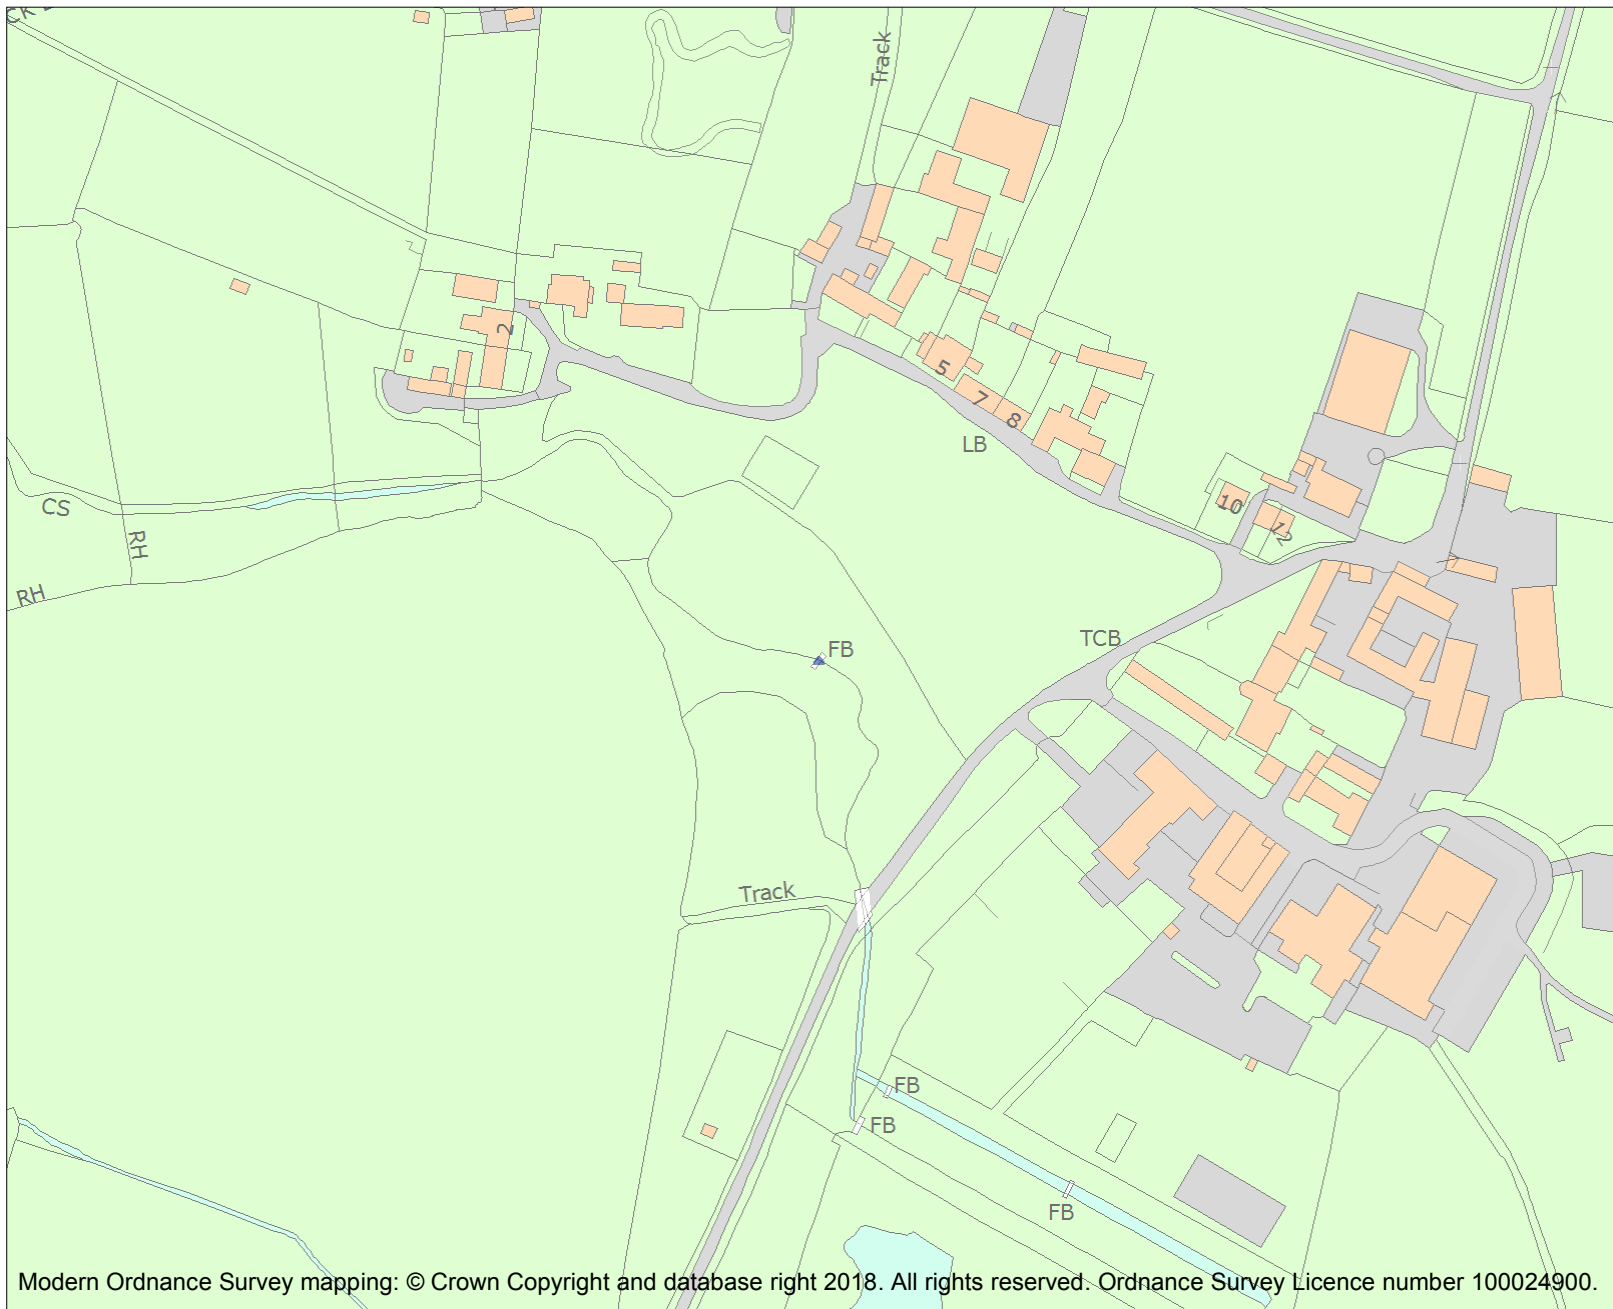 Track
2
5
7
8
LB
10
12
CS
RH
RH
TCB
FB
Track
FB
FB
FB
Modern Ordnance Survey mapping: © Crown Copyright and database right 2018. All rights reserved. Ordnance Survey Licence number 100024900.